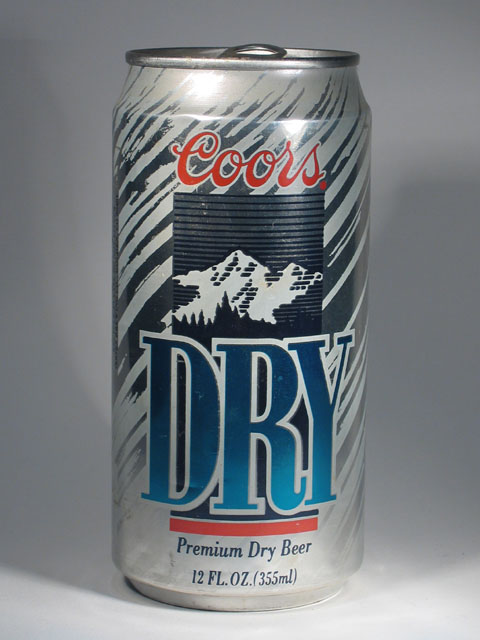 Coors
DRY
Premium Dry Beer
12 FL.OZ.(355ml)